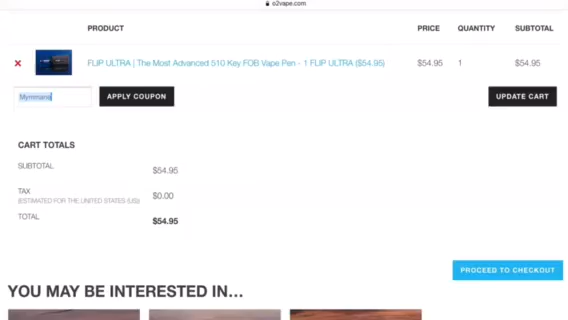 o2vape.com
PRODUCT PRICE QUANTITY SUBTOTAL
FLIP ULTRA | The Most Advanced 510 Key FOB Vape Pen - 1 FLIP ULTRA ($54.95) $54.95 1 $54.95
APPLY COUPON UPDATE CART
CART TOTALS
SUBTOTAL $54.95
TAX $0.00
(ESTIMATED FOR THE UNITED STATES (US))
TOTAL $54.95
PROCEED TO CHECKOUT
YOU MAY BE INTERESTED IN...